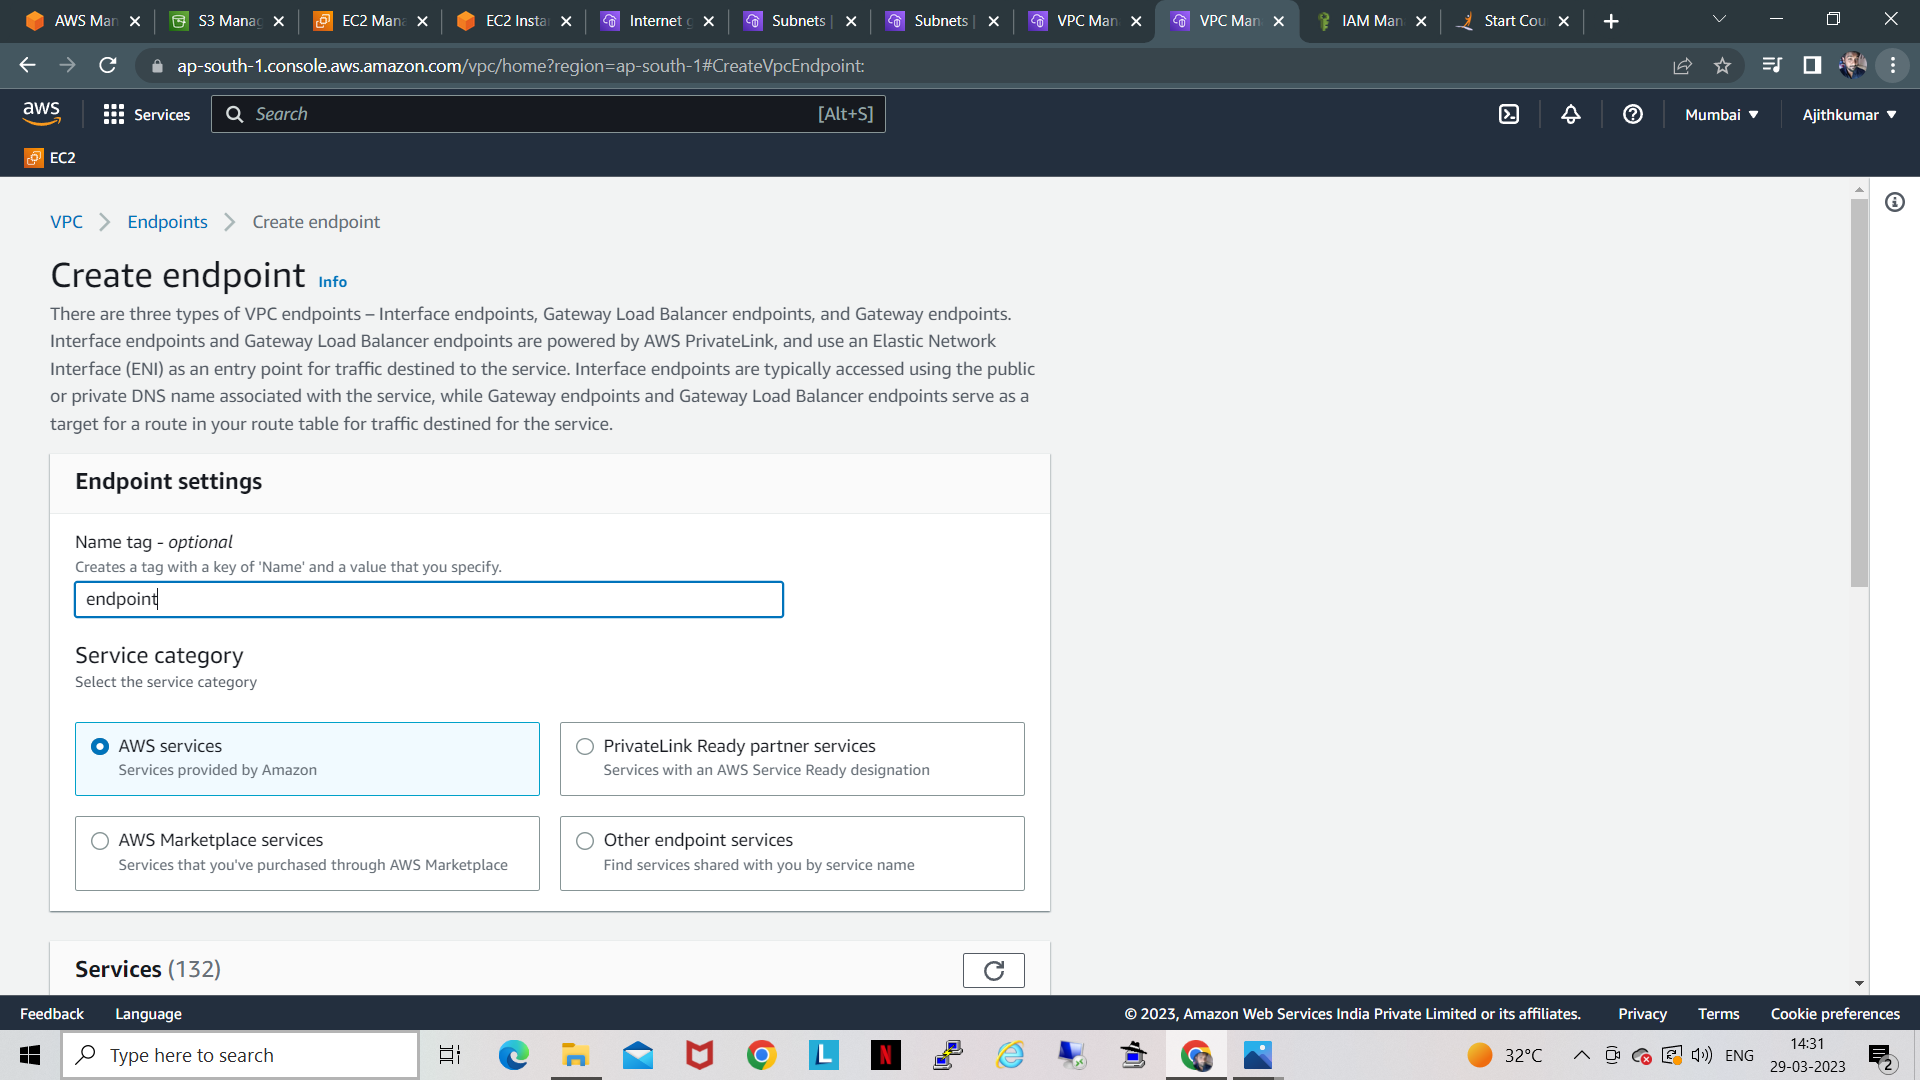 AWS Man
S3 Manag
EC2 Mana
EC2 Insta
Internet g
Subnets |
Subnets |
VPC Man
VPC Man
IAM Man
Start Cou
ap-south-1.console.aws.amazon.com/vpc/home?region=ap-south-1#CreateVpcEndpoint:
aws
Services
Search
[Alt+S]
Mumbai
Ajithkumar
EC2
VPC
Endpoints
Create endpoint
Create endpoint Info
There are three types of VPC endpoints – Interface endpoints, Gateway Load Balancer endpoints, and Gateway endpoints.
Interface endpoints and Gateway Load Balancer endpoints are powered by AWS PrivateLink, and use an Elastic Network
Interface (ENI) as an entry point for traffic destined to the service. Interface endpoints are typically accessed using the public
or private DNS name associated with the service, while Gateway endpoints and Gateway Load Balancer endpoints serve as a
target for a route in your route table for traffic destined for the service.
Endpoint settings
Name tag - optional
Creates a tag with a key of 'Name' and a value that you specify.
endpoint
Service category
Select the service category
AWS services
Services provided by Amazon
PrivateLink Ready partner services
Services with an AWS Service Ready designation
AWS Marketplace services
Services that you've purchased through AWS Marketplace
Other endpoint services
Find services shared with you by service name
Services (132)
Feedback
Language
© 2023, Amazon Web Services India Private Limited or its affiliates.
Privacy
Terms
Cookie preferences
Type here to search
L
N
32°C
ENG
14:31
29-03-2023
2